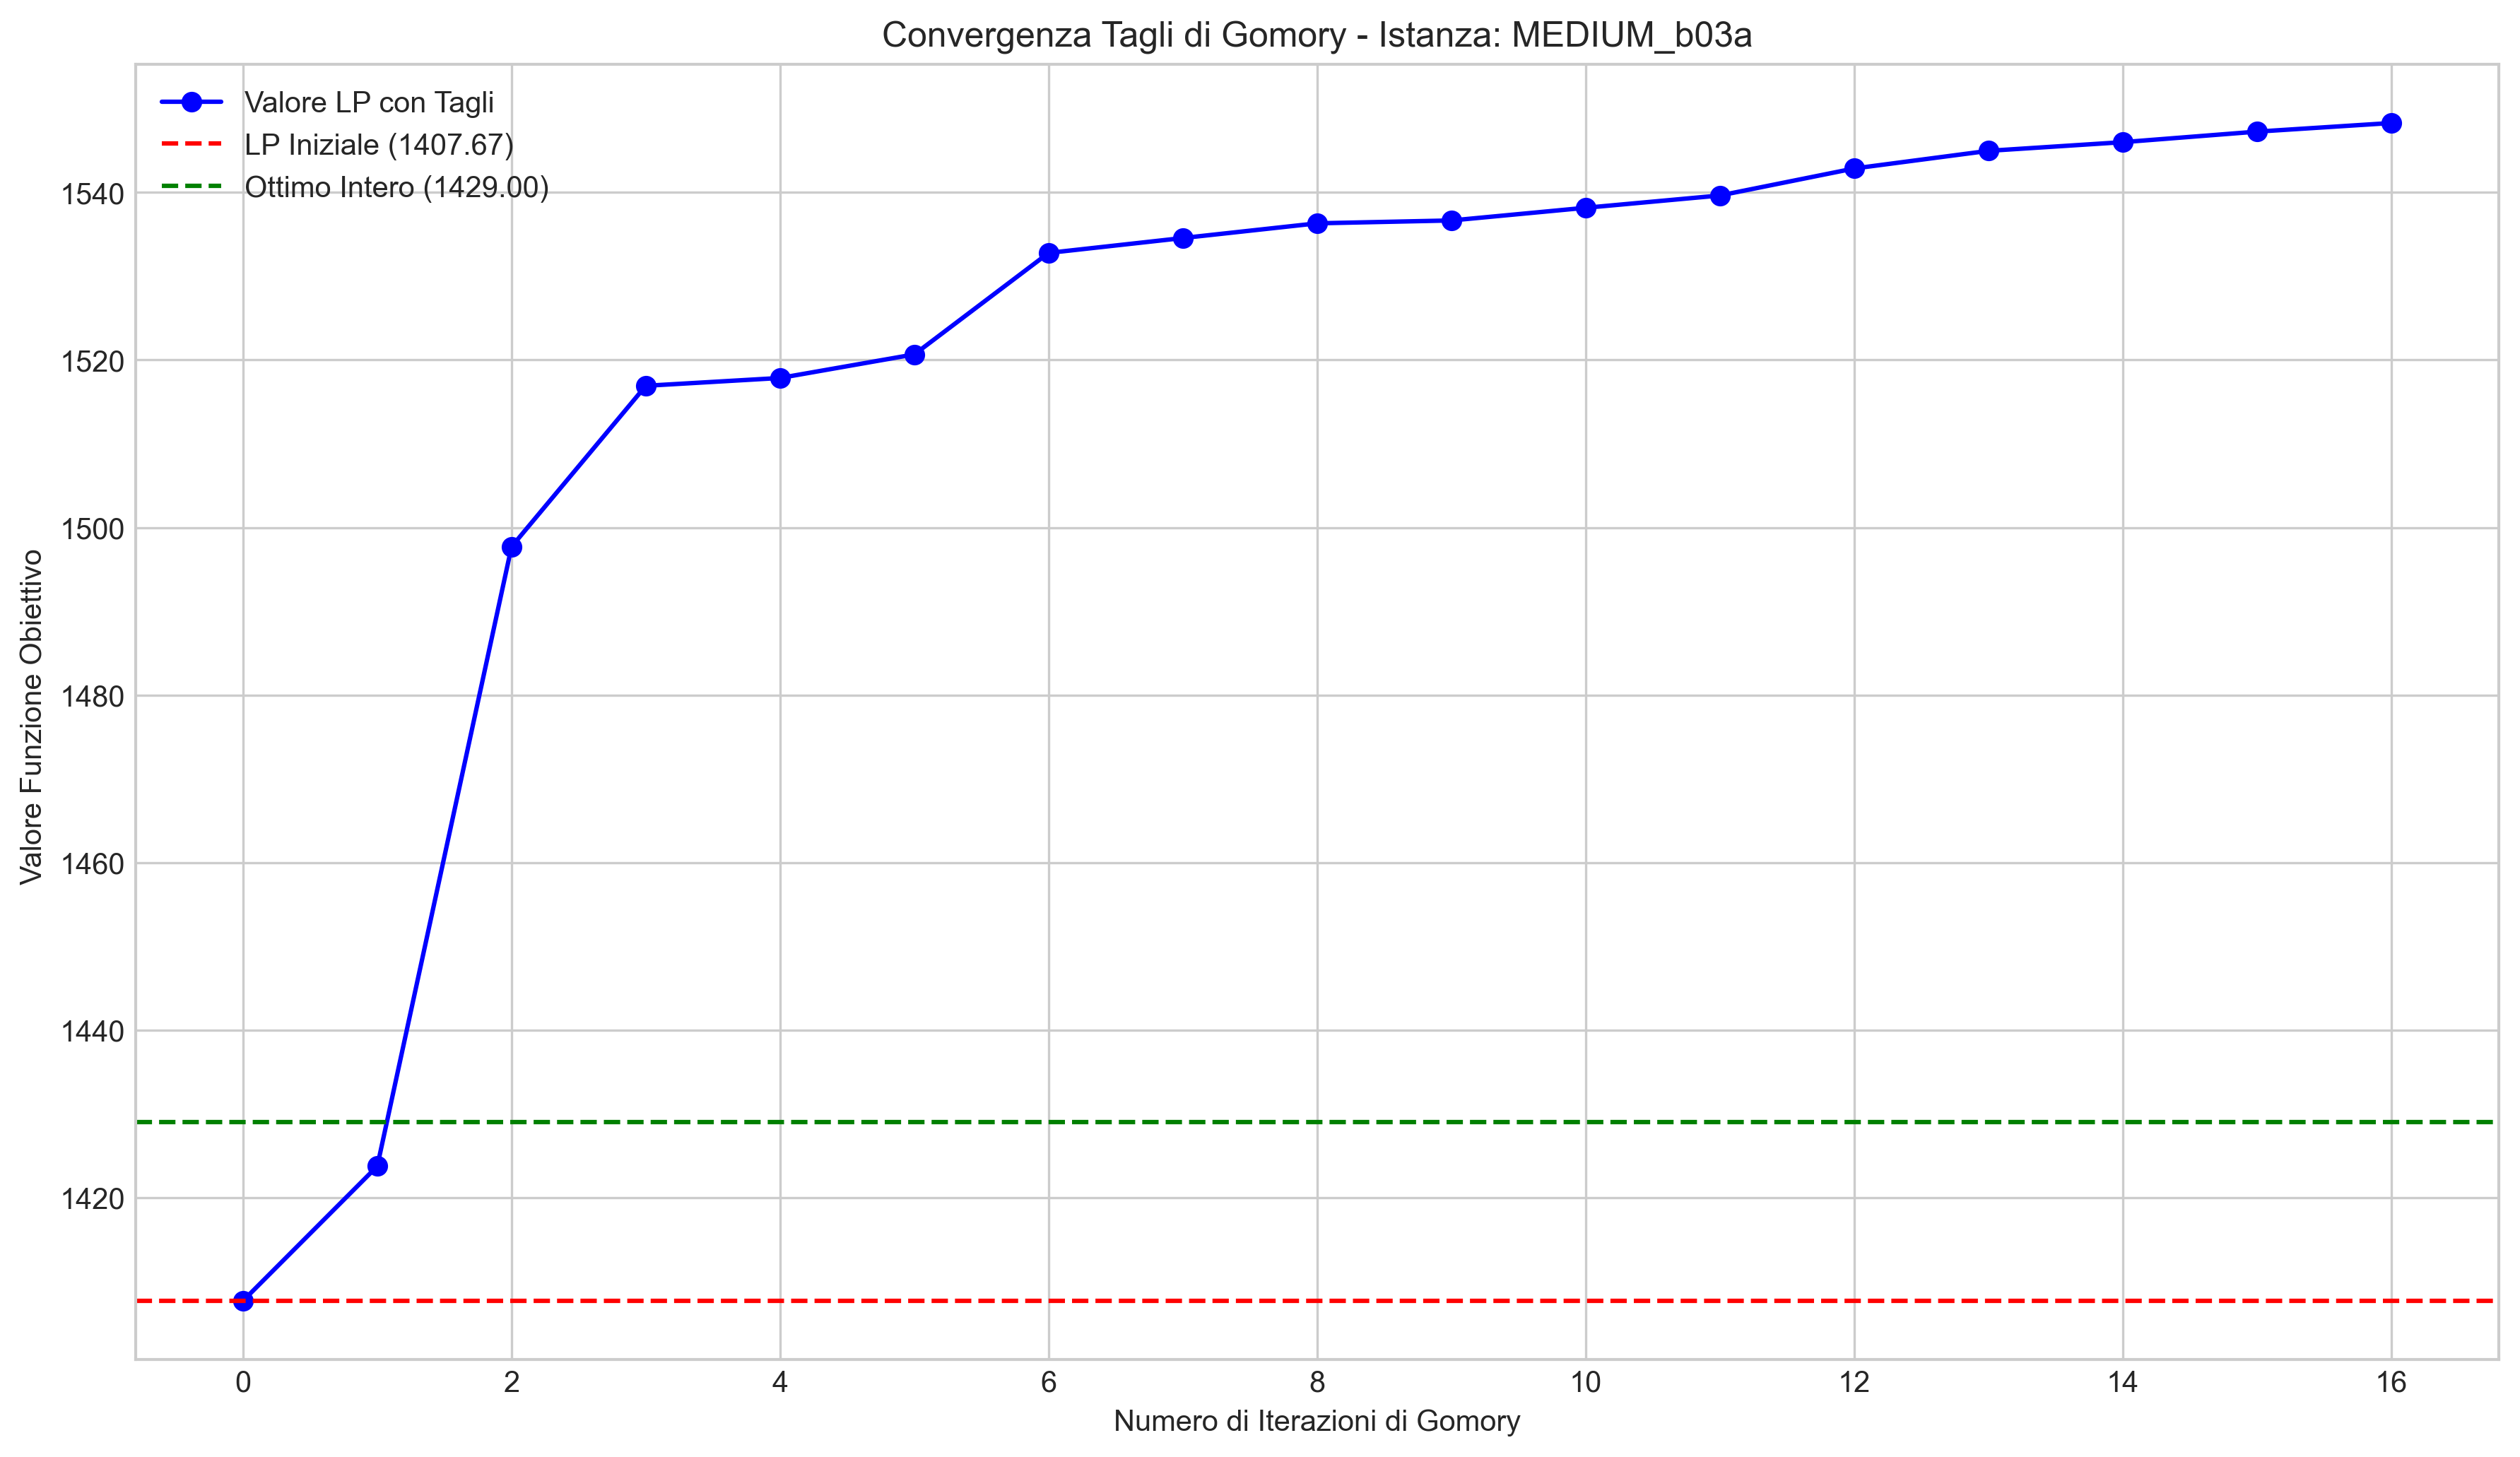 Convergenza Tagli di Gomory - Istanza: MEDIUM_b03a
Valore LP con Tagli
LP Iniziale (1407.67)
Ottimo Intero (1429.00)
Valore Funzione Obiettivo
1540
1520
1500
1480
1460
1440
1420
0 2 4 6 8 10 12 14 16
Numero di Iterazioni di Gomory